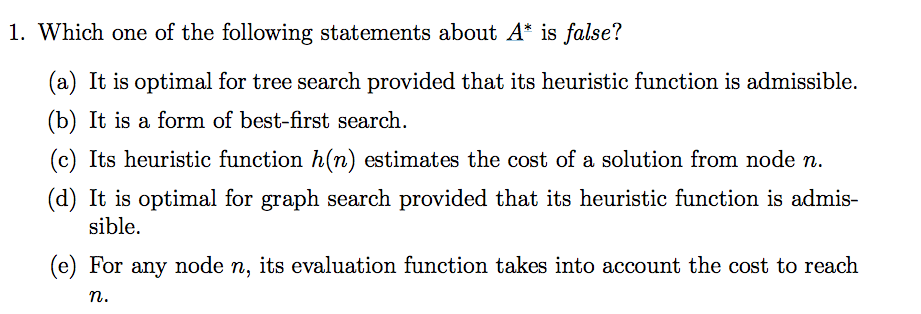 1. Which one of the following statements about A* is false?
(a) It is optimal for tree search provided that its heuristic function is admissible.
(b) It is a form of best-first search.
(c) Its heuristic function h(n) estimates the cost of a solution from node n.
(d) It is optimal for graph search provided that its heuristic function is admis-
sible.
(e) For any node n, its evaluation function takes into account the cost to reach
n.